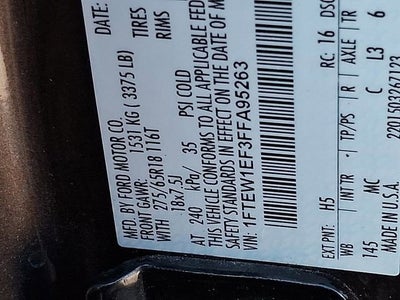 DATE:
MFD. BY FORD MOTOR CO.
FRONT GAWR: 1531 KG ( 3375 LB)
WITH 275/65R18 116T TIRES
18x7.5J RIMS
AT 240 kPa/ 35 PSI COLD
THIS VEHICLE CONFORMS TO ALL APPLICABLE FED
SAFETY STANDARDS IN EFFECT ON THE DATE OF M
VIN: 1FTEW1EF3FFA95263
EXT PNT: H5 RC: 16 DSO
WB INT TR TP/PS R AXLE TR
145 MC C L3 6
MADE IN U.S.A. 2201503267123